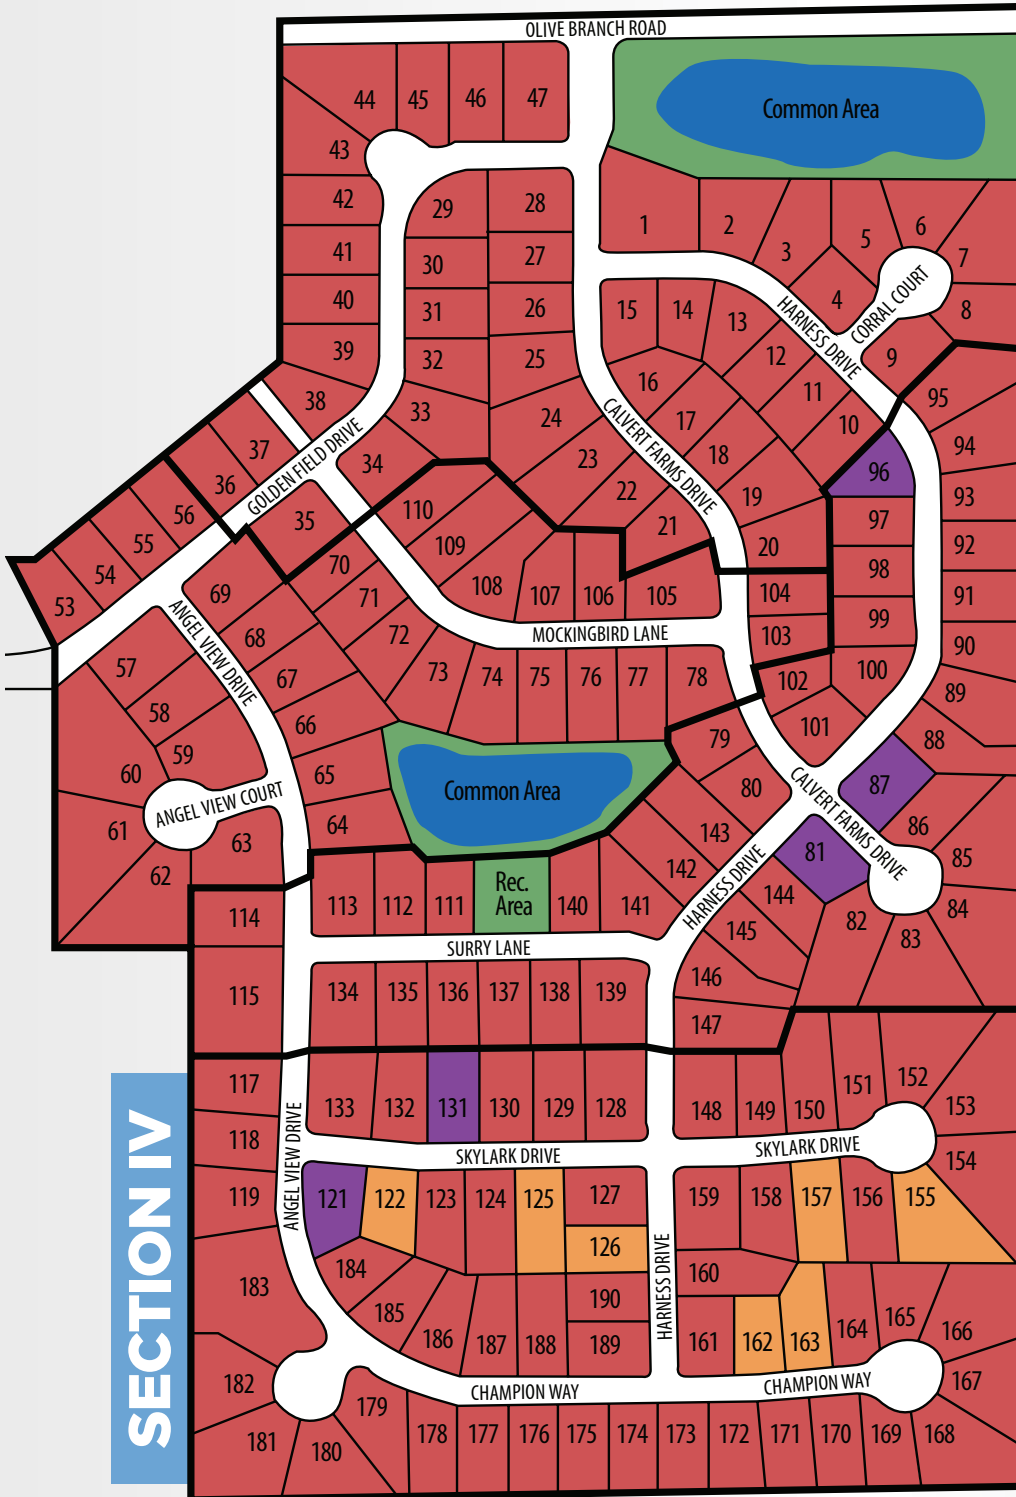 OLIVE BRANCH ROAD
44 45 46 47
Common Area
43
42
29 28
1 2 3 5 6
7
41
30 27
40
31 26
15 14 13
4
CORRAL COURT
8
HARNESS DRIVE
39
32 25
12
9
38
33 24
16
11
95
CALVERT FARMS DRIVE
17
10
37
34
23
18
94
36
GOLDEN FIELD DRIVE
22
96
56
35
110
19
93
55
21
97
109
20
92
54
70
98
53
69
71
108 107 106 105
104
91
ANGEL VIEW DRIVE
99
68
72
MOCKINGBIRD LANE
103
90
57
67
73 74 75 76 77 78
102
100
89
58
66
101
59
79
88
60
65
Common Area
80
CALVERT FARMS DRIVE
87
ANGEL VIEW COURT
61
64
143
86
63
142
HARNESS DRIVE
81
85
62
144
113 112 111
Rec.
Area
140 141
84
114
145
82
83
SURRY LANE
146
115
134 135 136 137 138 139
147
117
133 132 131 130 129 128
148 149 150 151 152
153
118
ANGEL VIEW DRIVE
SKYLARK DRIVE
SKYLARK DRIVE
154
119
121 122 123 124 125 127
159 158 157 156 155
126
HARNESS DRIVE
183
184
160
185
190
186 187 188 189
161 162 163 164 165 166
182
CHAMPION WAY
CHAMPION WAY
167
179
181 180
178 177 176 175 174 173 172 171 170 169 168
SECTION IV